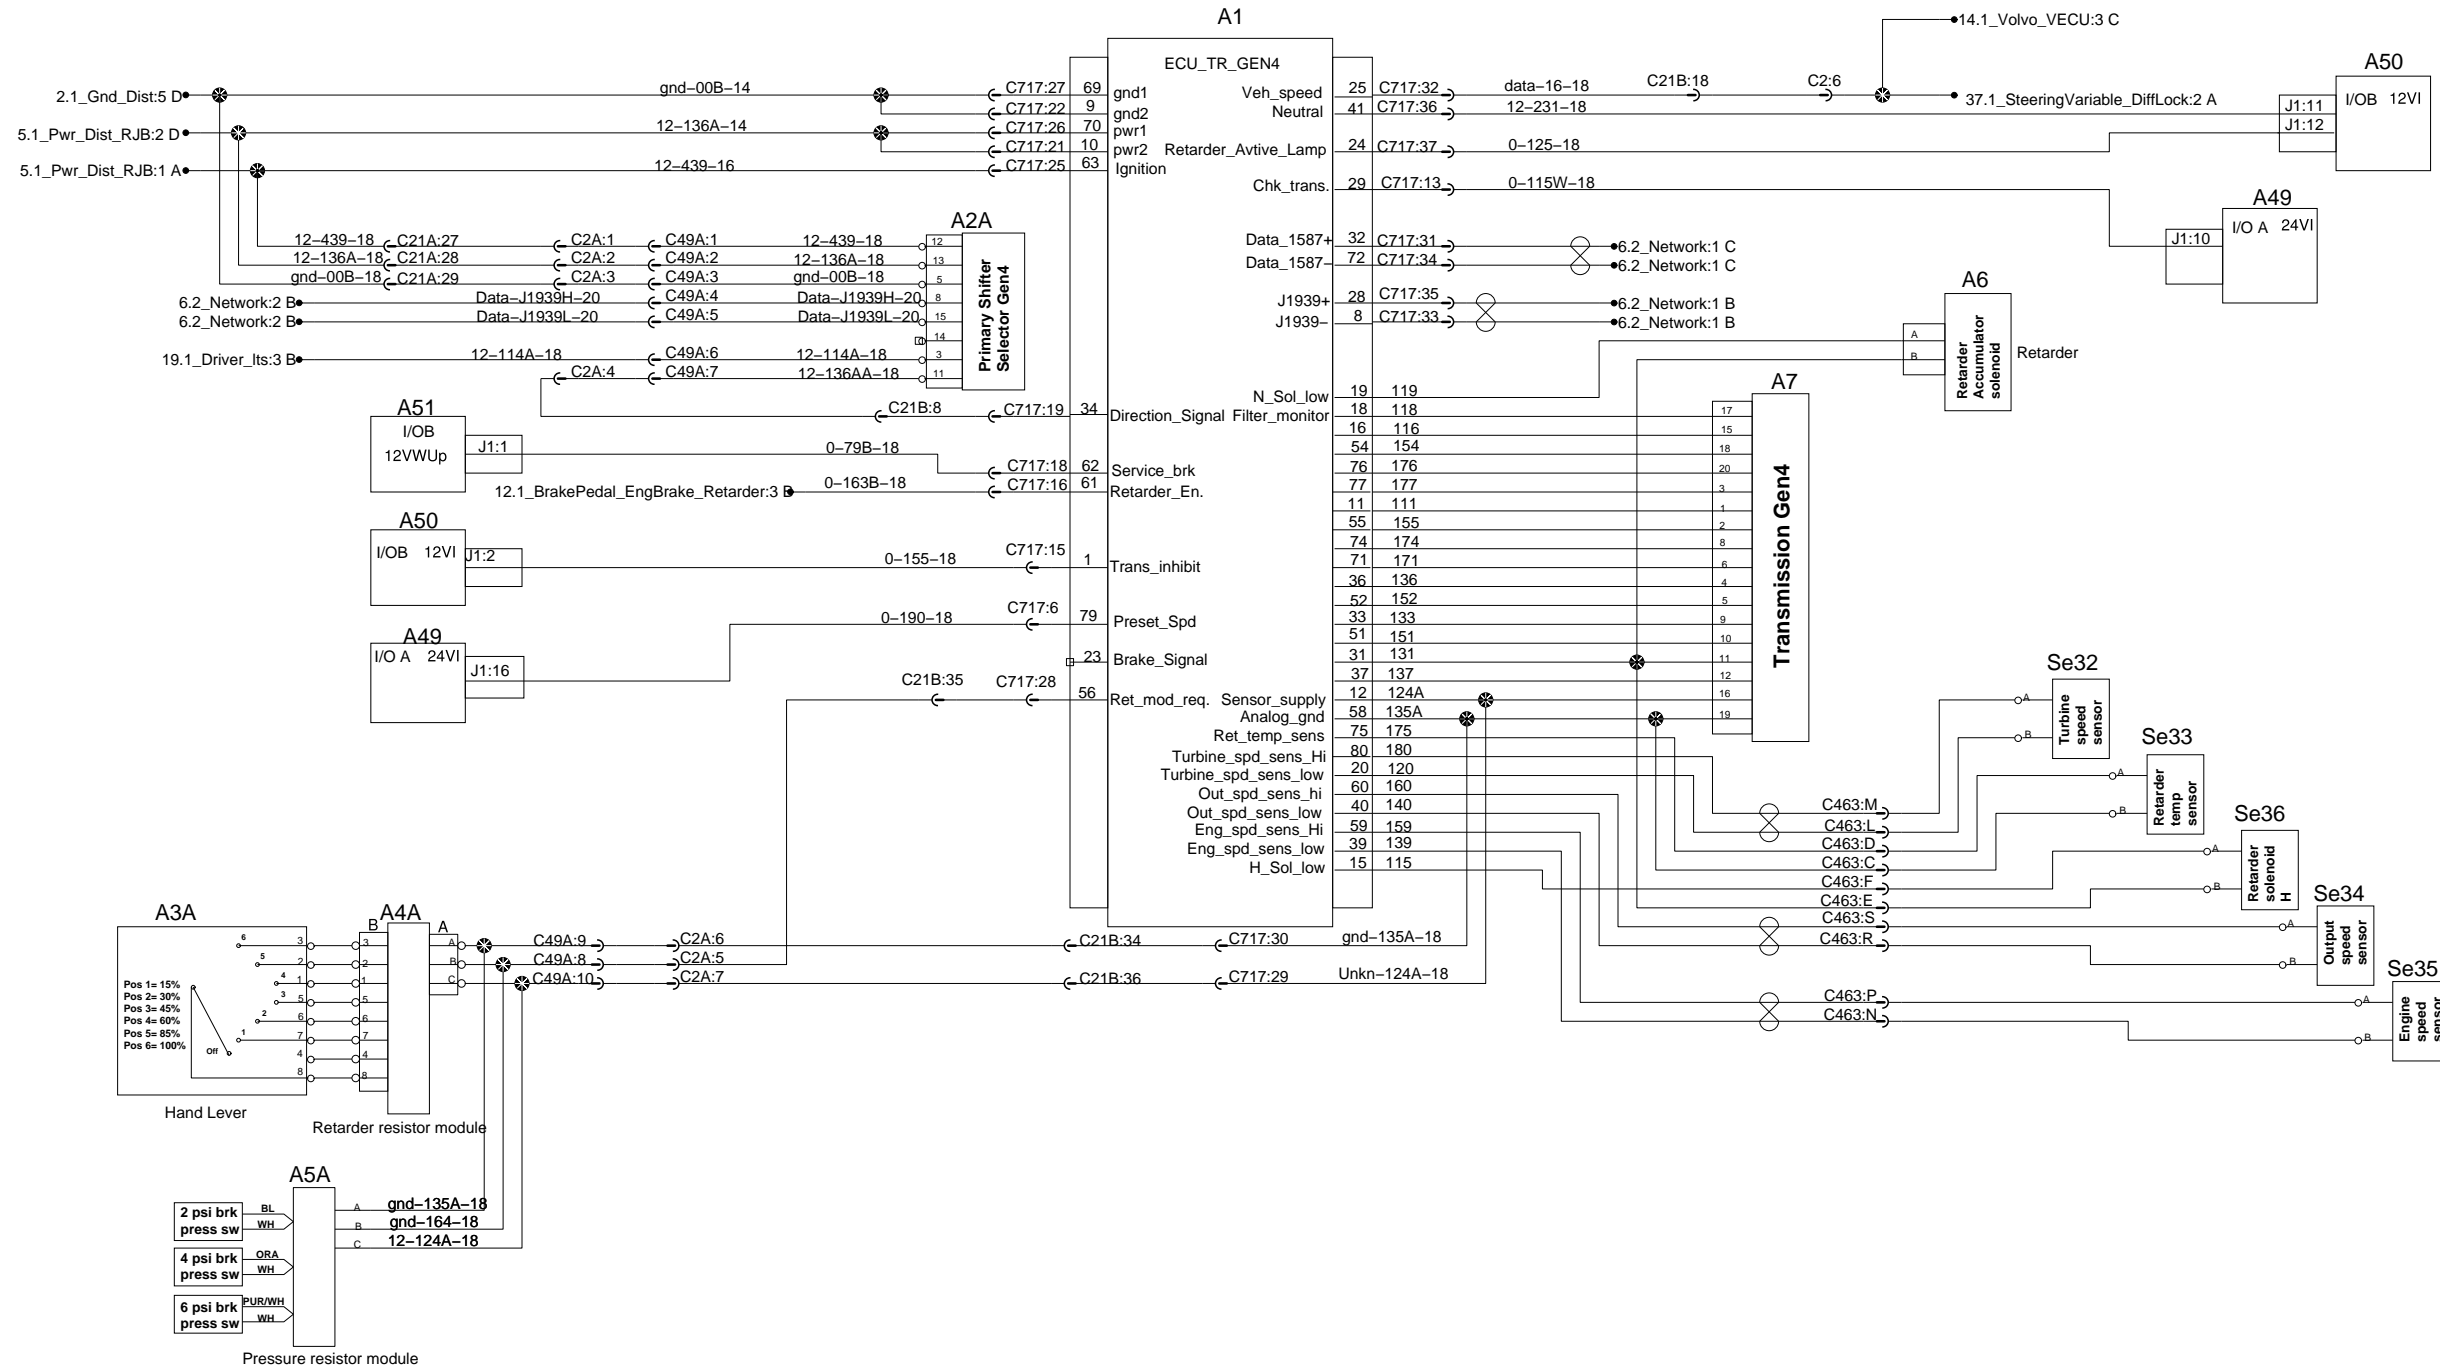 A1
ECU_TR_GEN4
14.1_Volvo_VECU:3 C
37.1_SteeringVariable_DiffLock:2 A
2.1_Gnd_Dist:5 D
gnd–00B–14
C717:27 69 gnd1
C717:22 9 gnd2
5.1_Pwr_Dist_RJB:2 D
12–136A–14
C717:26 70 pwr1
C717:21 10 pwr2
5.1_Pwr_Dist_RJB:1 A
12–439–16
C717:25 63 Ignition
Veh_speed 25 C717:32 data–16–18 C21B:18 C2:6
Neutral 41 C717:36 12–231–18
Retarder_Avtive_Lamp 24 C717:37 0–125–18
Chk_trans. 29 C717:13 0–115W–18
A50
J1:11
J1:12
I/OB 12VI
A49
J1:10
I/O A 24VI
Data_1587+ 32 C717:31 6.2_Network:1 C
Data_1587– 72 C717:34 6.2_Network:1 C
J1939+ 28 C717:35 6.2_Network:1 B
J1939– 8 C717:33 6.2_Network:1 B
A2A
Primary Shifter
Selector Gen4
12–439–18 C21A:27 C2A:1 C49A:1 12–439–18 12
12–136A–18 C21A:28 C2A:2 C49A:2 12–136A–18 13
gnd–00B–18 C21A:29 C2A:3 C49A:3 gnd–00B–18 5
6.2_Network:2 B Data–J1939H–20 C49A:4 Data–J1939H–20 8
6.2_Network:2 B Data–J1939L–20 C49A:5 Data–J1939L–20 15
14
19.1_Driver_Its:3 B 12–114A–18 C49A:6 12–114A–18 3
C2A:4 C49A:7 12–136AA–18 11
C21B:8 C717:19 34 Direction_Signal
A51
I/OB
12VWUp
J1:1
0–79B–18
C717:18 62 Service_brk
12.1_BrakePedal_EngBrake_Retarder:3 B 0–163B–18 C717:16 61 Retarder_En.
A50
I/OB 12VI
J1:2
0–155–18
C717:15 1 Trans_inhibit
A49
I/O A 24VI
J1:16
0–190–18
C717:6 79 Preset_Spd
23 Brake_Signal
C21B:35 C717:28 56 Ret_mod_req.
A6
A
B
Retarder
Accumulator
solenoid
Retarder
A7
Transmission Gen4
N_Sol_low 19 119
Filter_monitor 18 118 17
16 116 15
54 154 18
76 176 20
77 177 3
11 111 1
55 155 2
74 174 8
71 171 6
36 136 4
52 152 5
33 133 9
51 151 10
31 131 11
37 137 12
Sensor_supply 12 124A 16
Analog_gnd 58 135A 19
Ret_temp_sens 75 175
Turbine_spd_sens_Hi 80 180
Turbine_spd_sens_low 20 120
Out_spd_sens_hi 60 160
Out_spd_sens_low 40 140
Eng_spd_sens_Hi 59 159
Eng_spd_sens_low 39 139
H_Sol_low 15 115
C463:M
C463:L
C463:D
C463:C
C463:F
C463:E
C463:S
C463:R
C463:P
C463:N
Se32
A
B
Turbine
speed
sensor
Se33
A
B
Retarder
temp
sensor
Se36
A
B
Retarder
solenoid
H
Se34
A
B
Output
speed
sensor
Se35
A
B
Engine
speed
sensor
A3A
Pos 1= 15%
Pos 2= 30%
Pos 3= 45%
Pos 4= 60%
Pos 5= 85%
Pos 6= 100%
6
5
4
3
2
1
Off
3
2
1
5
6
7
4
8
Hand Lever
A4A
B
3
2
1
5
6
7
4
8
A
A
B
C
Retarder resistor module
C49A:9 C2A:6 C21B:34 C717:30 gnd–135A–18
C49A:8 C2A:5
C49A:10 C2A:7 C21B:36 C717:29 Unkn–124A–18
A5A
A gnd–135A–18
B gnd–164–18
C 12–124A–18
2 psi brk
press sw
BL
WH
4 psi brk
press sw
ORA
WH
6 psi brk
press sw
PUR/WH
WH
Pressure resistor module